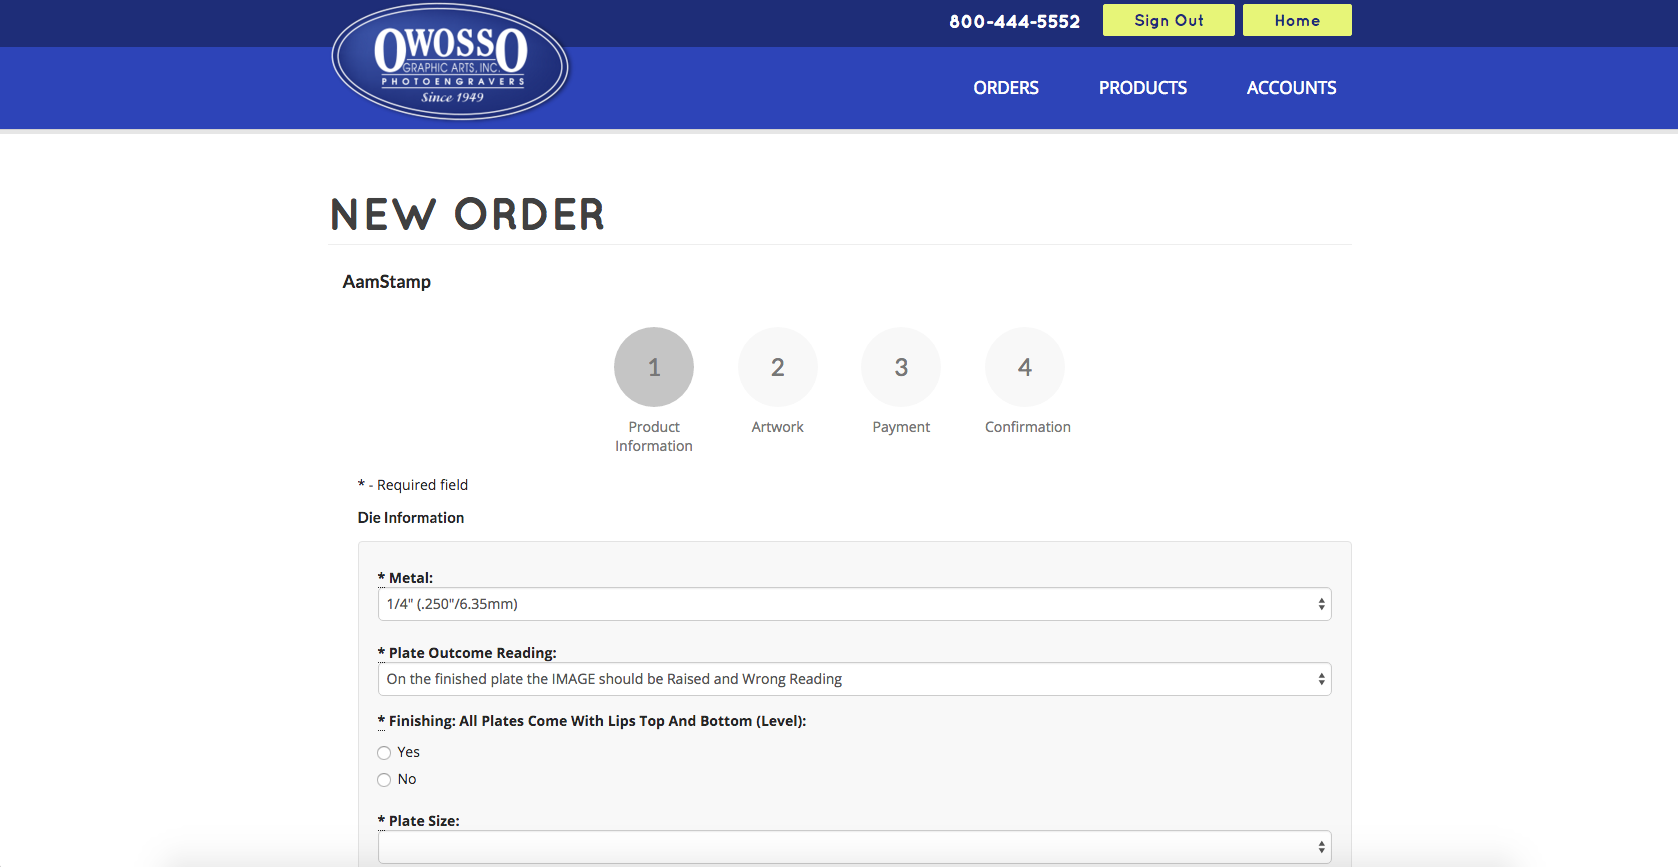 800-444-5552
Sign Out
Home
OWOSSO
GRAPHIC ARTS, INC.
PHOTOENGRAVERS
Since 1949
ORDERS
PRODUCTS
ACCOUNTS
NEW ORDER
AamStamp
1
2
3
4
Product
Information
Artwork
Payment
Confirmation
* - Required field
Die Information
* Metal:
1/4" (.250"/6.35mm)
* Plate Outcome Reading:
On the finished plate the IMAGE should be Raised and Wrong Reading
* Finishing: All Plates Come With Lips Top And Bottom (Level):
Yes
No
* Plate Size: